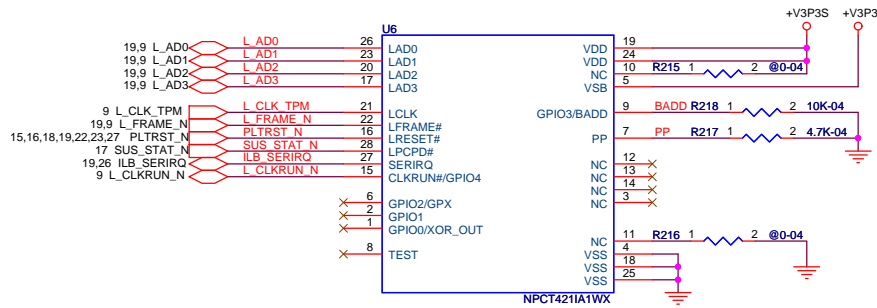 +V3P3S +V3P3
U6
19,9 L_AD0 L_AD0 26 LAD0 VDD 19
19,9 L_AD1 L_AD1 23 LAD1 VDD 24
19,9 L_AD2 L_AD2 20 LAD2 NC 10 R215 1 2 @0-04
19,9 L_AD3 L_AD3 17 LAD3 VSB 5
9 L_CLK_TPM L_CLK_TPM 21 LCLK GPIO3/BADD 9 BADD R218 1 2 10K-04
19,9 L_FRAME_N L_FRAME_N 22 LFRAME#
15,16,18,19,22,23,27 PLTRST_N PLTRST_N 16 LRESET# PP 7 PP R217 1 2 4.7K-04
17 SUS_STAT_N SUS_STAT_N 28 LPCPD#
19,26 ILB_SERIRQ ILB_SERIRQ 27 SERIRQ NC 12
9 L_CLKRUN_N L_CLKRUN_N 15 CLKRUN#/GPIO4 NC 13
NC 14
6 GPIO2/GPX NC 3
2 GPIO1
1 GPIO0/XOR_OUT
NC 11 R216 1 2 @0-04
8 TEST VSS 4
VSS 18
VSS 25
NPCT421IA1WX